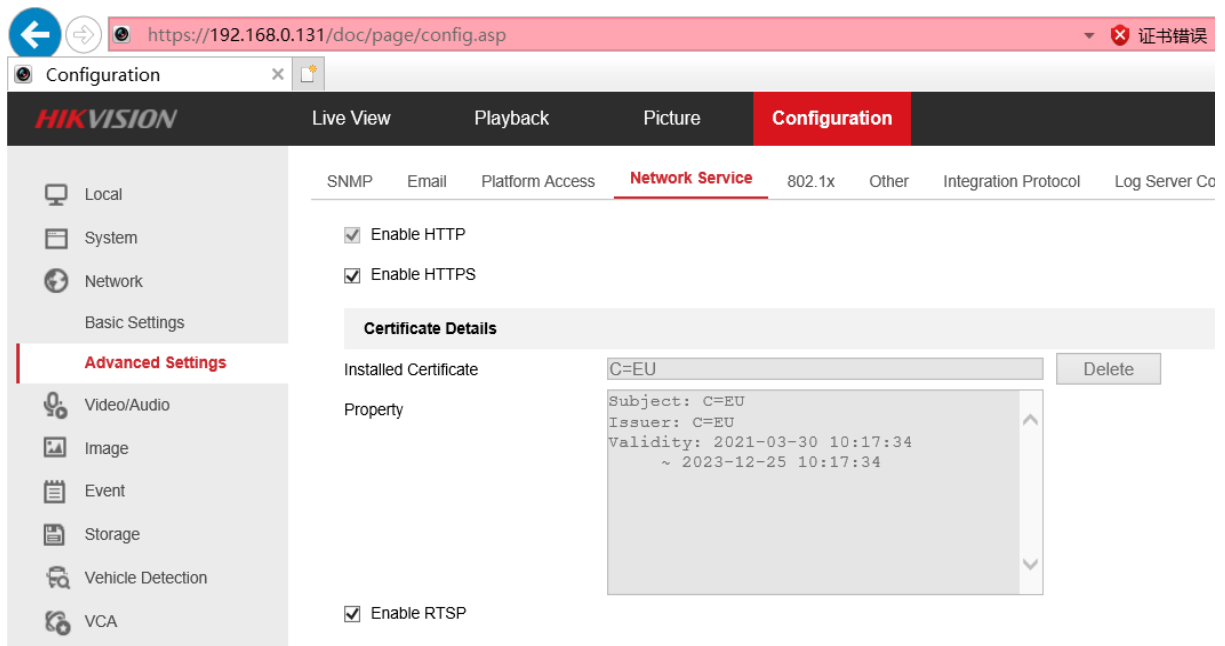 https://192.168.0.131/doc/page/config.asp 证书错误
Configuration
HIKVISION Live View Playback Picture Configuration
SNMP Email Platform Access Network Service 802.1x Other Integration Protocol Log Server Co
Local
System
Network
Basic Settings
Advanced Settings
Video/Audio
Image
Event
Storage
Vehicle Detection
VCA
Enable HTTP
Enable HTTPS
Certificate Details
Installed Certificate C=EU Delete
Property
Subject: C=EU
Issuer: C=EU
Validity: 2021-03-30 10:17:34
~ 2023-12-25 10:17:34
Enable RTSP